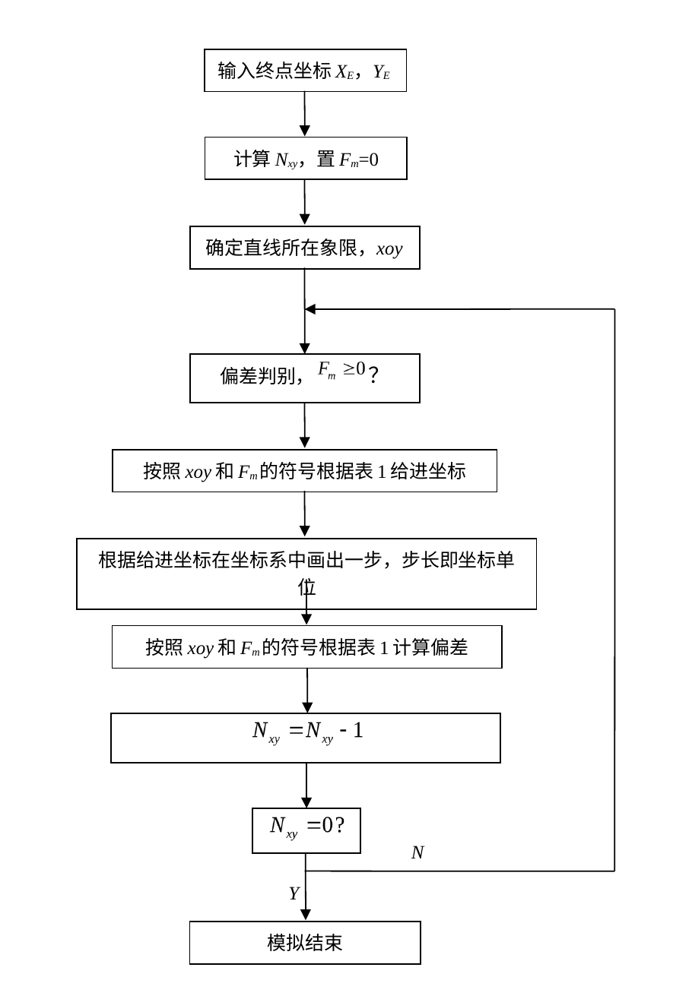 输入终点坐标 XE，YE
计算 Nxy，置 Fm=0
确定直线所在象限，xoy
偏差判别， Fm ≥0？
按照 xoy 和 Fm 的符号根据表 1 给进坐标
根据给进坐标在坐标系中画出一步，步长即坐标单
位
按照 xoy 和 Fm 的符号根据表 1 计算偏差
Nxy =Nxy - 1
Nxy =0?
N
Y
模拟结束